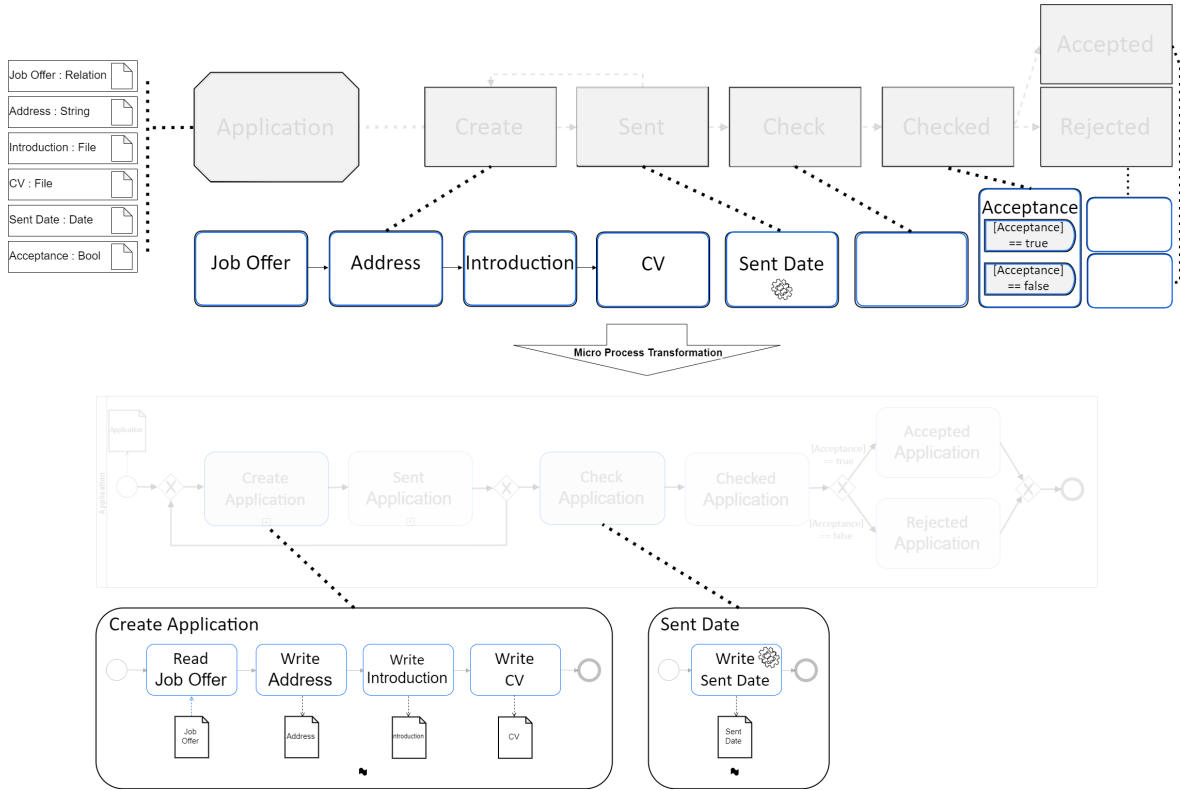 Accepted
Job Offer : Relation
Address : String
Introduction : File
CV : File
Sent Date : Date
Acceptance : Bool
Application
Create
Sent
Check
Checked
Rejected
Job Offer
Address
Introduction
CV
Sent Date
Acceptance
[Acceptance]
== true
[Acceptance]
== false
Micro Process Transformation
Application
Application
Create
Application
Sent
Application
Check
Application
Checked
Application
[Acceptance]
== true
[Acceptance]
== false
Accepted
Application
Rejected
Application
Create Application
Read
Job Offer
Write
Address
Write
Introduction
Write
CV
Job
Offer
Address
Introduction
CV
Sent Date
Write
Sent Date
Sent
Date